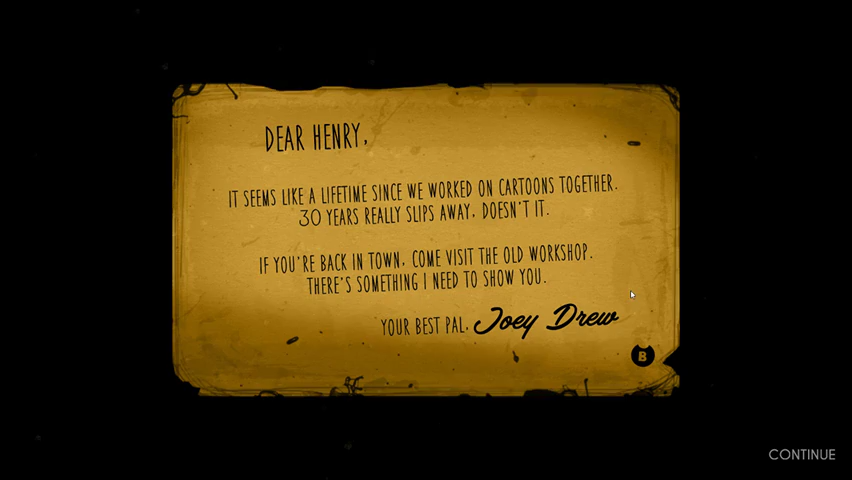 DEAR HENRY,
IT SEEMS LIKE A LIFETIME SINCE WE WORKED ON CARTOONS TOGETHER.
30 YEARS REALLY SLIPS AWAY, DOESN'T IT.
IF YOU'RE BACK IN TOWN, COME VISIT THE OLD WORKSHOP.
THERE'S SOMETHING I NEED TO SHOW YOU.
YOUR BEST PAL, Joey Drew
B
CONTINUE